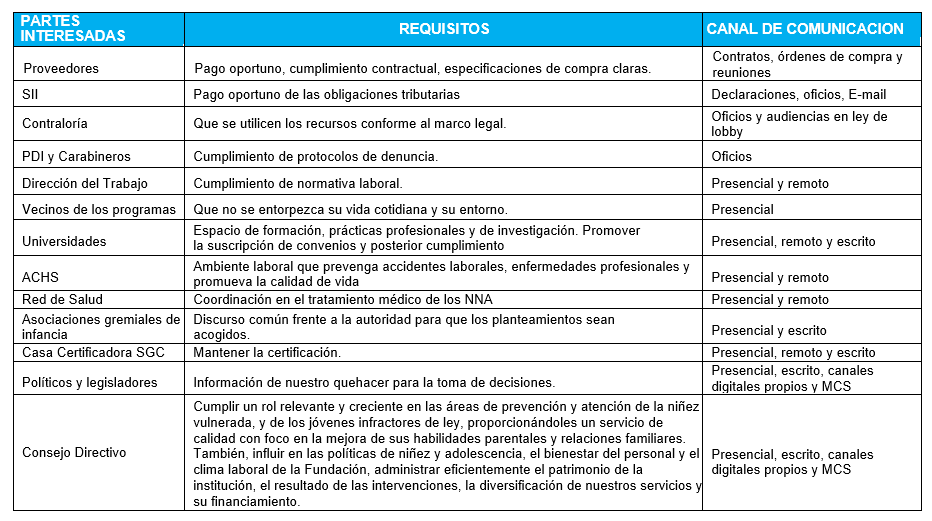 PARTES
INTERESADAS
REQUISITOS
CANAL DE COMUNICACION
Proveedores
Pago oportuno, cumplimiento contractual, especificaciones de compra claras.
Contratos, órdenes de compra y
reuniones
SII
Pago oportuno de las obligaciones tributarias
Declaraciones, oficios, E-mail
Contraloría
Que se utilicen los recursos conforme al marco legal.
Oficios y audiencias en ley de
lobby
PDI y Carabineros
Cumplimiento de protocolos de denuncia.
Oficios
Dirección del Trabajo
Cumplimiento de normativa laboral.
Presencial y remoto
Vecinos de los programas
Que no se entorpezca su vida cotidiana y su entorno.
Presencial
Universidades
Espacio de formación, prácticas profesionales y de investigación. Promover
la suscripción de convenios y posterior cumplimiento
Presencial, remoto y escrito
ACHS
Ambiente laboral que prevenga accidentes laborales, enfermedades profesionales y
promueva la calidad de vida
Presencial y remoto
Red de Salud
Coordinación en el tratamiento médico de los NNA
Presencial y remoto
Asociaciones gremiales de
infancia
Discurso común frente a la autoridad para que los planteamientos sean
acogidos.
Presencial y escrito
Casa Certificadora SGC
Mantener la certificación.
Presencial, remoto y escrito
Políticos y legisladores
Información de nuestro quehacer para la toma de decisiones.
Presencial, escrito, canales
digitales propios y MCS
Consejo Directivo
Cumplir un rol relevante y creciente en las áreas de prevención y atención de la niñez
vulnerada, y de los jóvenes infractores de ley, proporcionándoles un servicio de
calidad con foco en la mejora de sus habilidades parentales y relaciones familiares.
También, influir en las políticas de niñez y adolescencia, el bienestar del personal y el
clima laboral de la Fundación, administrar eficientemente el patrimonio de la
institución, el resultado de las intervenciones, la diversificación de nuestros servicios y
su financiamiento.
Presencial, escrito, canales
digitales propios y MCS